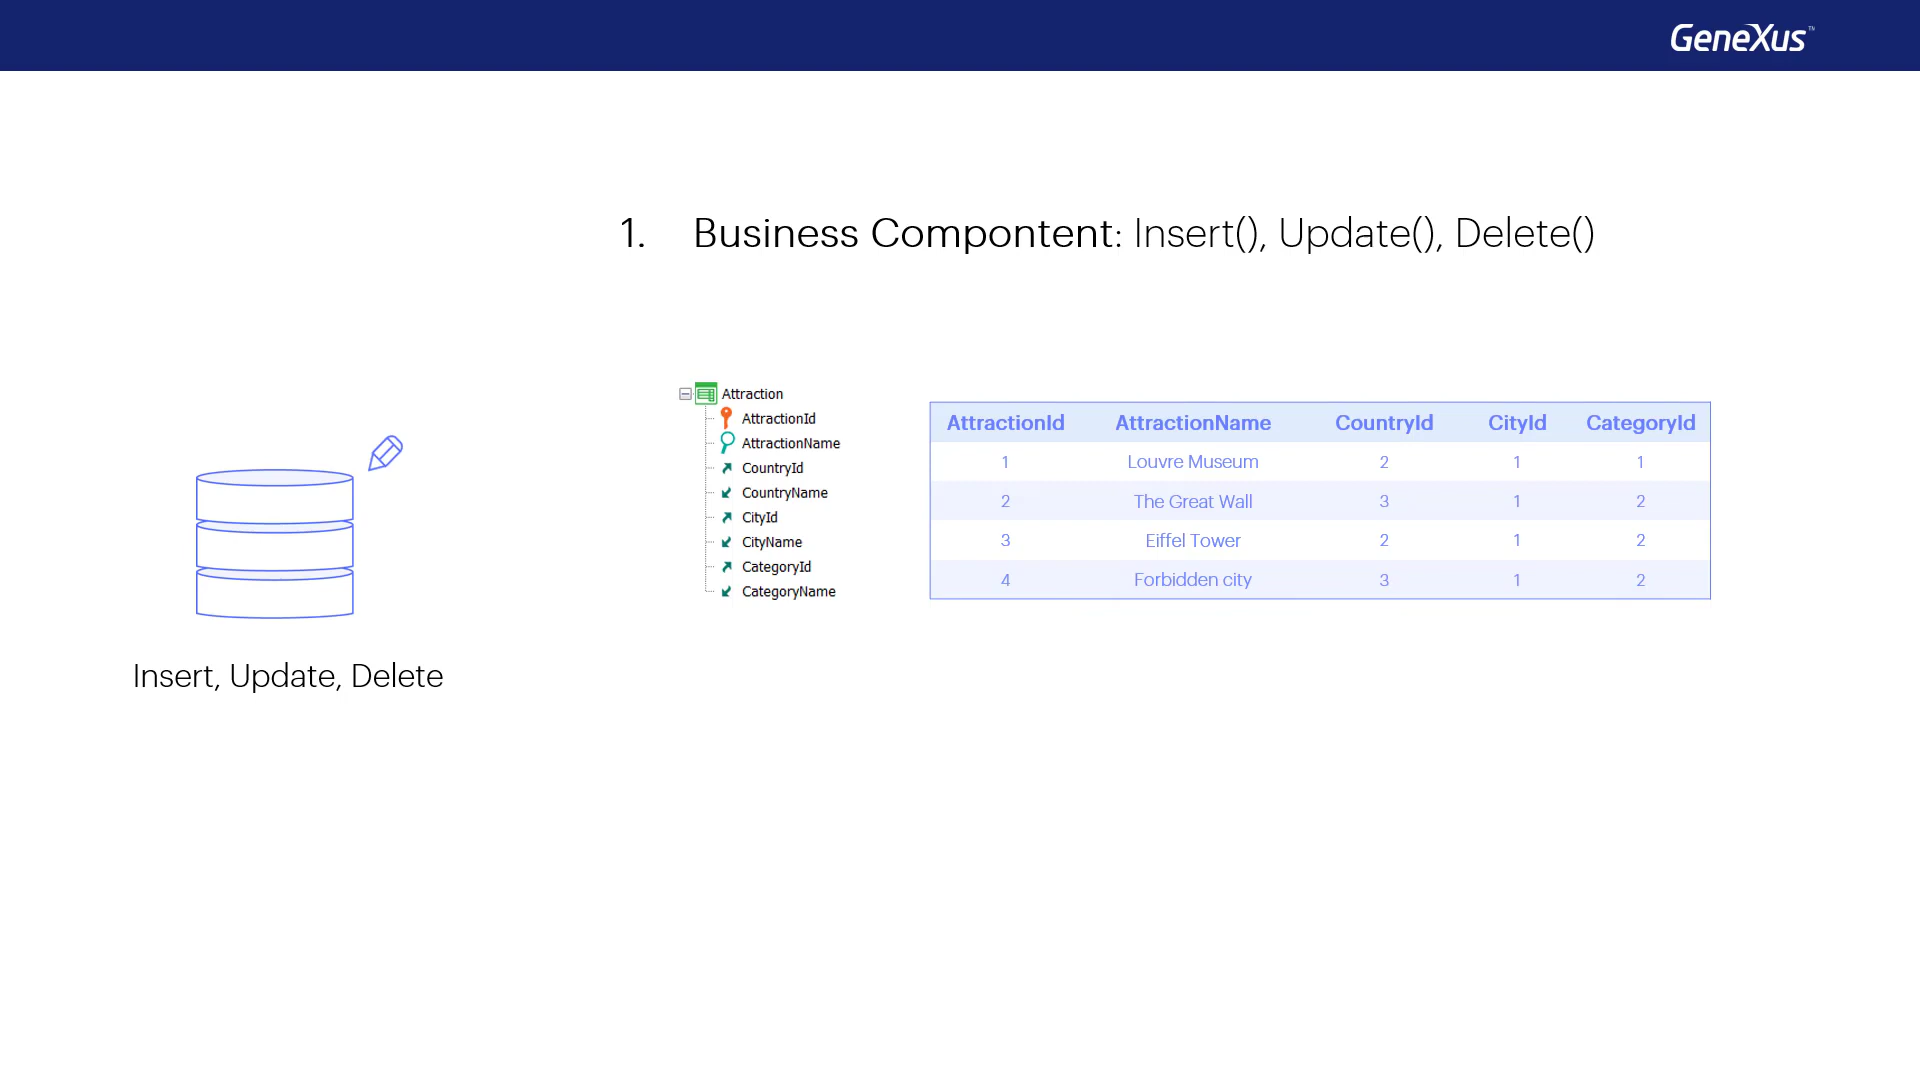 GeneXus™
1. Business Compontent: Insert(), Update(), Delete()
Attraction
AttractionId
AttractionName
CountryId
CountryName
CityId
CityName
CategoryId
CategoryName
AttractionId AttractionName CountryId CityId CategoryId
1 Louvre Museum 2 1 1
2 The Great Wall 3 1 2
3 Eiffel Tower 2 1 2
4 Forbidden city 3 1 2
Insert, Update, Delete